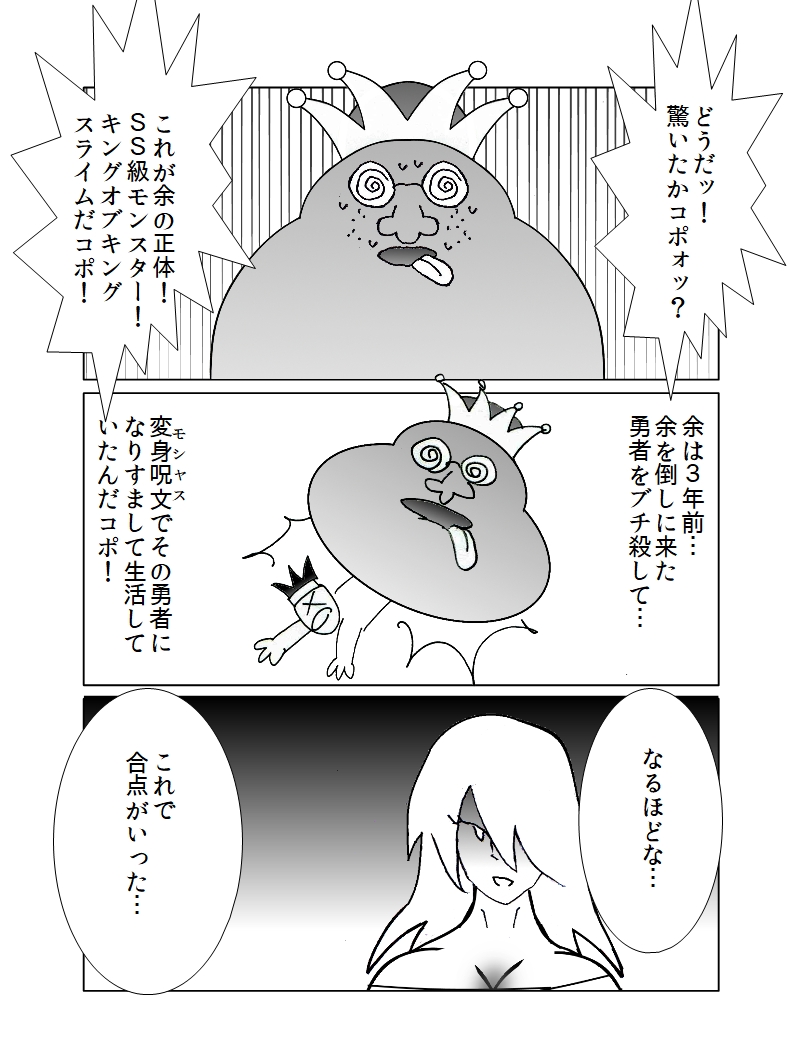 どうだッ！
驚いたかコポォッ？
これが余の正体！
ＳＳ級モンスター！
キングオブキング
スライムだコポ！
余は３年前…
余を倒しに来た
勇者をブチ殺して…
変身呪文でその勇者に
モシャス
なりすまして生活して
いたんだコポ！
なるほどな…
これで
合点がいった…